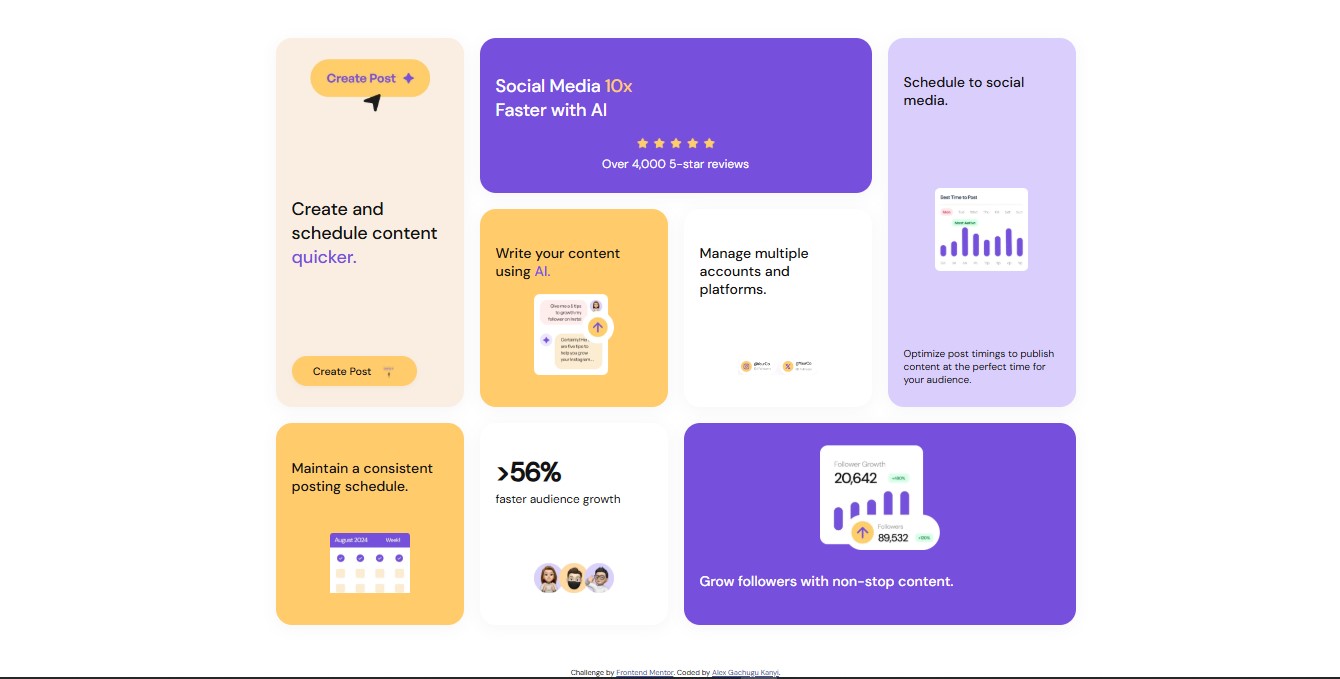 Create Post
Create and
schedule content
quicker.
Create Post
Social Media 10x
Faster with AI
Over 4,000 5-star reviews
Write your content
using AI.
Give me a 5 tips
to growth my
follower on Insta!
are five tips to
help you grow
your Instagram...
Manage multiple
accounts and
platforms.
Schedule to social
media.
Best Time to Post
Optimize post timings to publish
content at the perfect time for
your audience.
Maintain a consistent
posting schedule.
August 2024 Week1
>56%
faster audience growth
Follower Growth
20,642
Followers
89,532
Grow followers with non-stop content.
Challenge by Frontend Mentor. Coded by Alex Gachugu Kanyi.